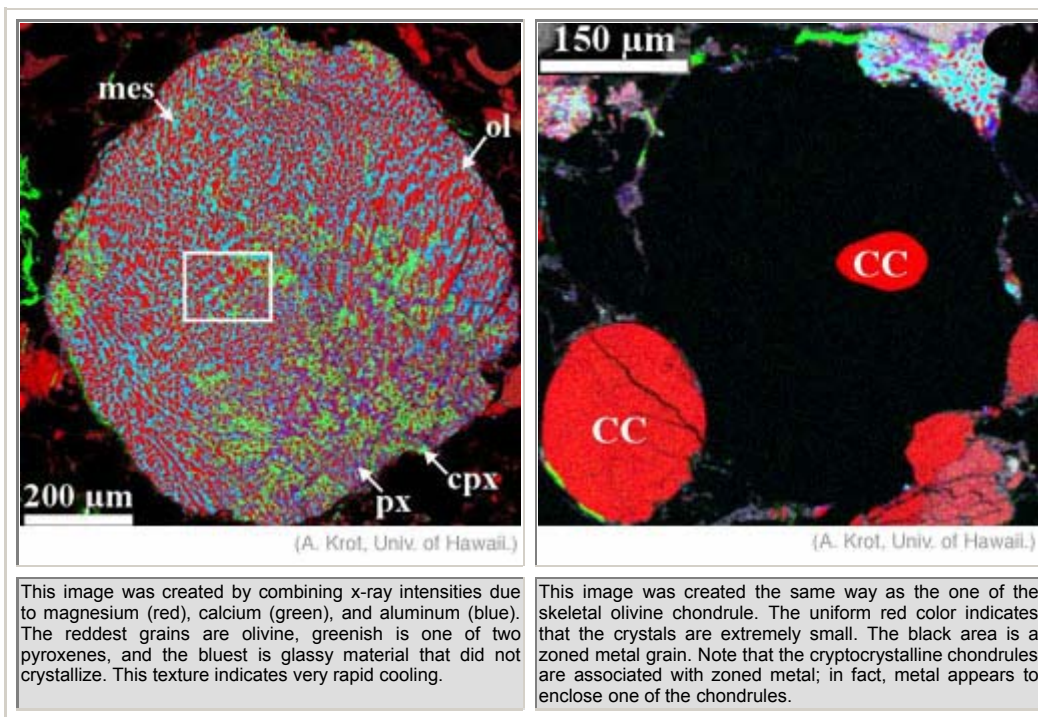 mes
ol
px
cpx
200 µm
(A. Krot, Univ. of Hawaii.)
This image was created by combining x-ray intensities due
to magnesium (red), calcium (green), and aluminum (blue).
The reddest grains are olivine, greenish is one of two
pyroxenes, and the bluest is glassy material that did not
crystallize. This texture indicates very rapid cooling.
150 µm
CC
CC
(A. Krot, Univ. of Hawaii.)
This image was created the same way as the one of the
skeletal olivine chondrule. The uniform red color indicates
that the crystals are extremely small. The black area is a
zoned metal grain. Note that the cryptocrystalline chondrules
are associated with zoned metal; in fact, metal appears to
enclose one of the chondrules.